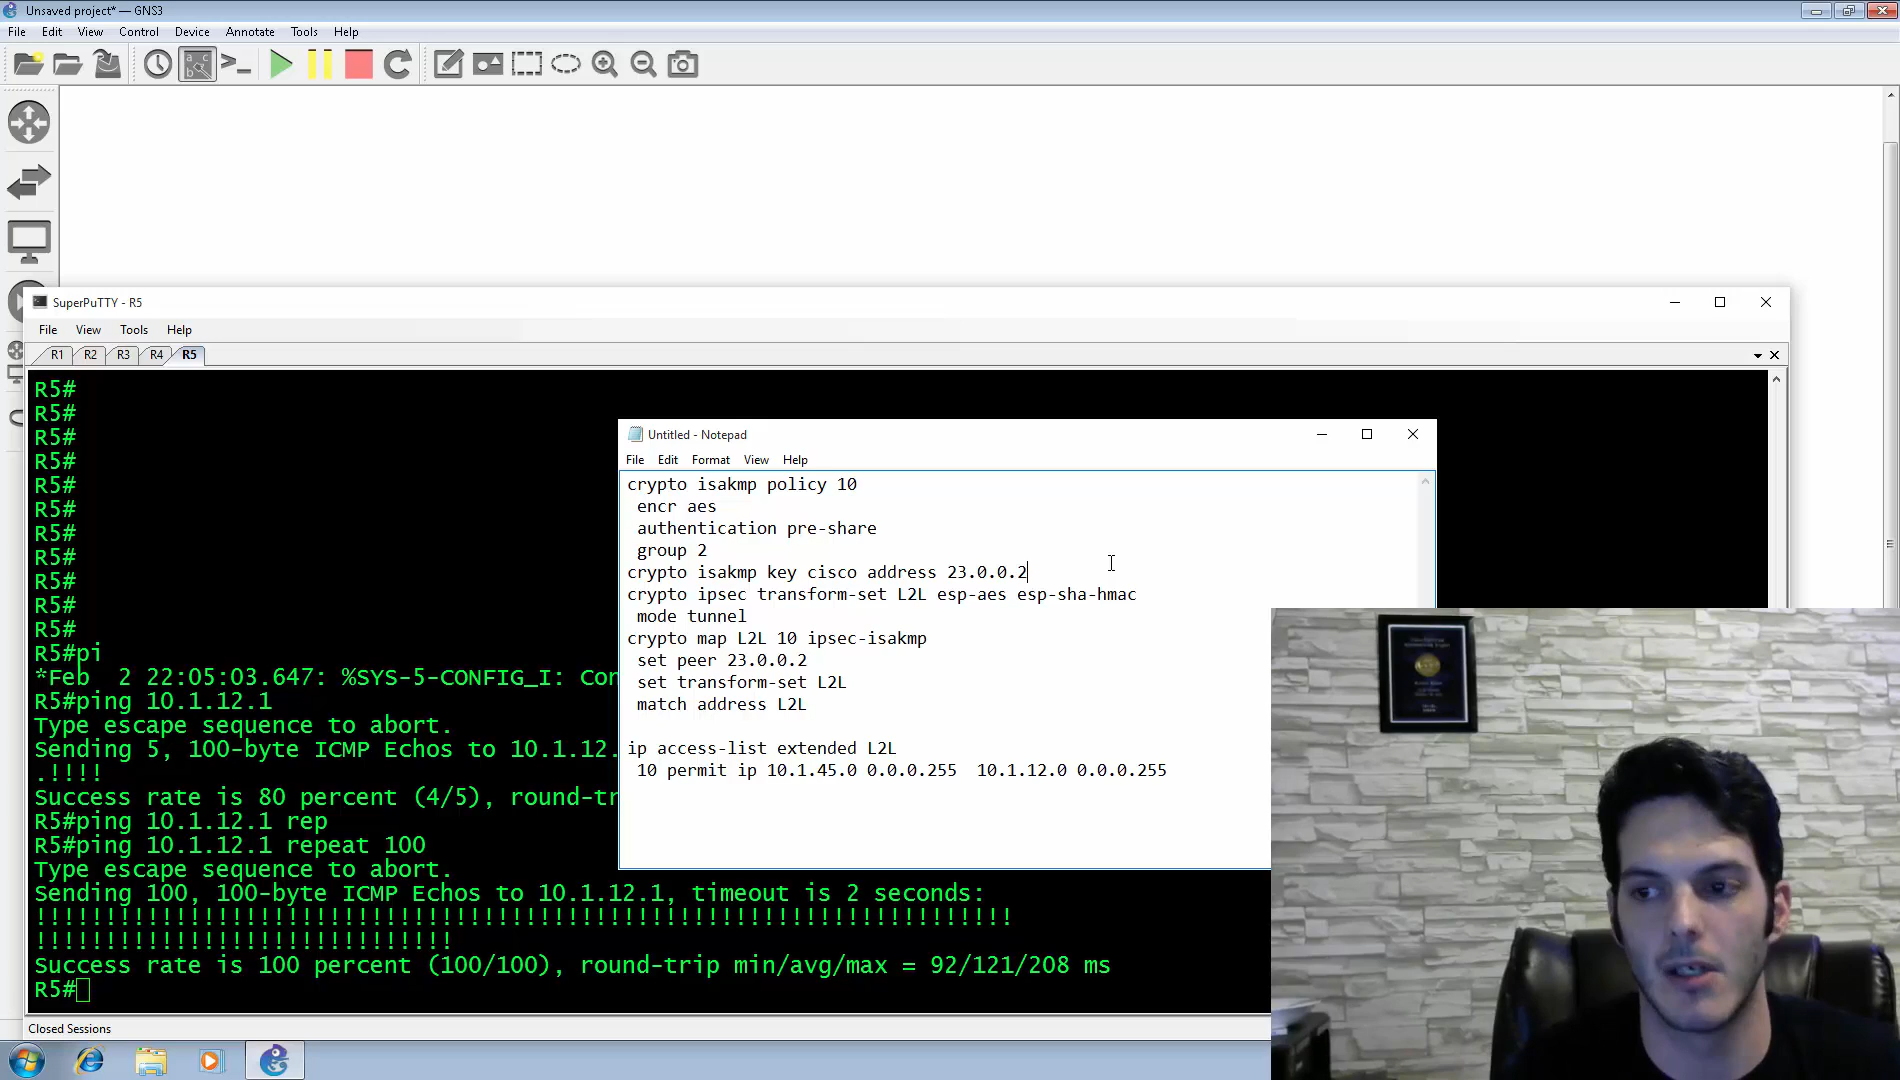 Unsaved project* — GNS3
File Edit View Control Device Annotate Tools Help
SuperPuTTY - R5
File View Tools Help
R1 R2 R3 R4 R5
R5#
R5#
R5#
R5#
R5#
R5#
R5#
R5#
R5#
R5#
R5#
R5#pi
*Feb  2 22:05:03.647: %SYS-5-CONFIG_I: Con
R5#ping 10.1.12.1
Type escape sequence to abort.
Sending 5, 100-byte ICMP Echos to 10.1.12.
.!!!!
Success rate is 80 percent (4/5), round-tr
R5#ping 10.1.12.1 rep
R5#ping 10.1.12.1 repeat 100
Type escape sequence to abort.
Sending 100, 100-byte ICMP Echos to 10.1.12.1, timeout is 2 seconds:
!!!!!!!!!!!!!!!!!!!!!!!!!!!!!!!!!!!!!!!!!!!!!!!!!!!!!!!!!!!!!!!!!!!!!!
!!!!!!!!!!!!!!!!!!!!!!!!!!!!!!
Success rate is 100 percent (100/100), round-trip min/avg/max = 92/121/208 ms
R5#
Untitled - Notepad
File Edit Format View Help
crypto isakmp policy 10
encr aes
authentication pre-share
group 2
crypto isakmp key cisco address 23.0.0.2
crypto ipsec transform-set L2L esp-aes esp-sha-hmac
mode tunnel
crypto map L2L 10 ipsec-isakmp
set peer 23.0.0.2
set transform-set L2L
match address L2L
ip access-list extended L2L
10 permit ip 10.1.45.0 0.0.0.255  10.1.12.0 0.0.0.255
Closed Sessions